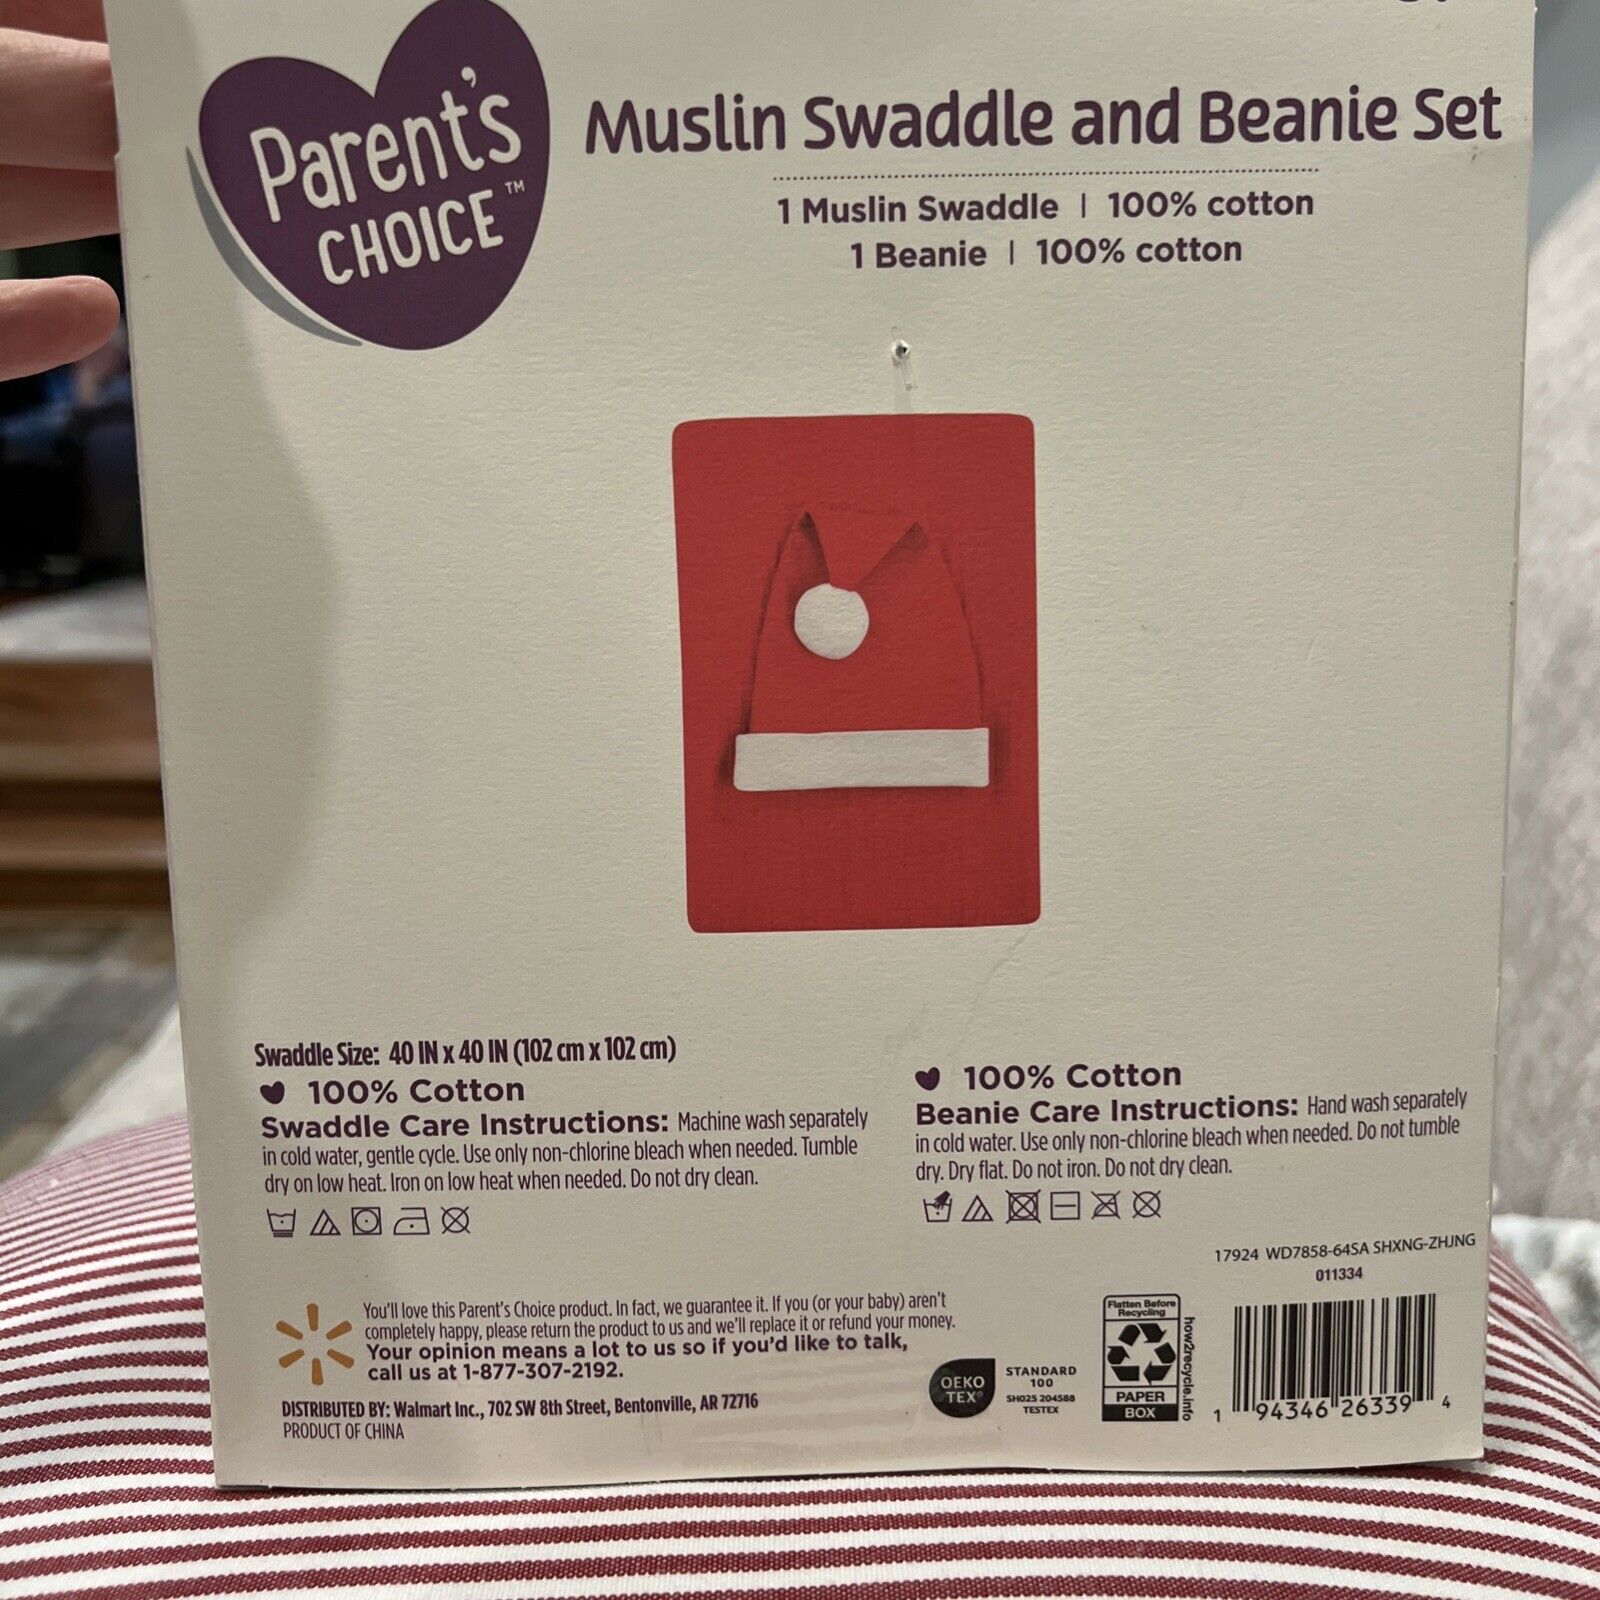 Parent's
CHOICE™
Muslin Swaddle and Beanie Set
1 Muslin Swaddle | 100% cotton
1 Beanie | 100% cotton
Swaddle Size: 40 IN x 40 IN (102 cm x 102 cm)
100% Cotton
Swaddle Care Instructions: Machine wash separately
in cold water, gentle cycle. Use only non-chlorine bleach when needed. Tumble
dry on low heat. Iron on low heat when needed. Do not dry clean.
100% Cotton
Beanie Care Instructions: Hand wash separately
in cold water. Use only non-chlorine bleach when needed. Do not tumble
dry. Dry flat. Do not iron. Do not dry clean.
17924 WD7858-64SA SHXNG-ZHJNG
011334
You'll love this Parent's Choice product. In fact, we guarantee it. If you (or your baby) aren't
completely happy, please return the product to us and we'll replace it or refund your money.
Your opinion means a lot to us so if you'd like to talk,
call us at 1-877-307-2192.
DISTRIBUTED BY: Walmart Inc., 702 SW 8th Street, Bentonville, AR 72716
PRODUCT OF CHINA
OEKO
TEX®
STANDARD
100
SH025 204588
TESTEX
Flatten Before
Recycling
PAPER
BOX
how2recycle.info
1 94346 26339 4